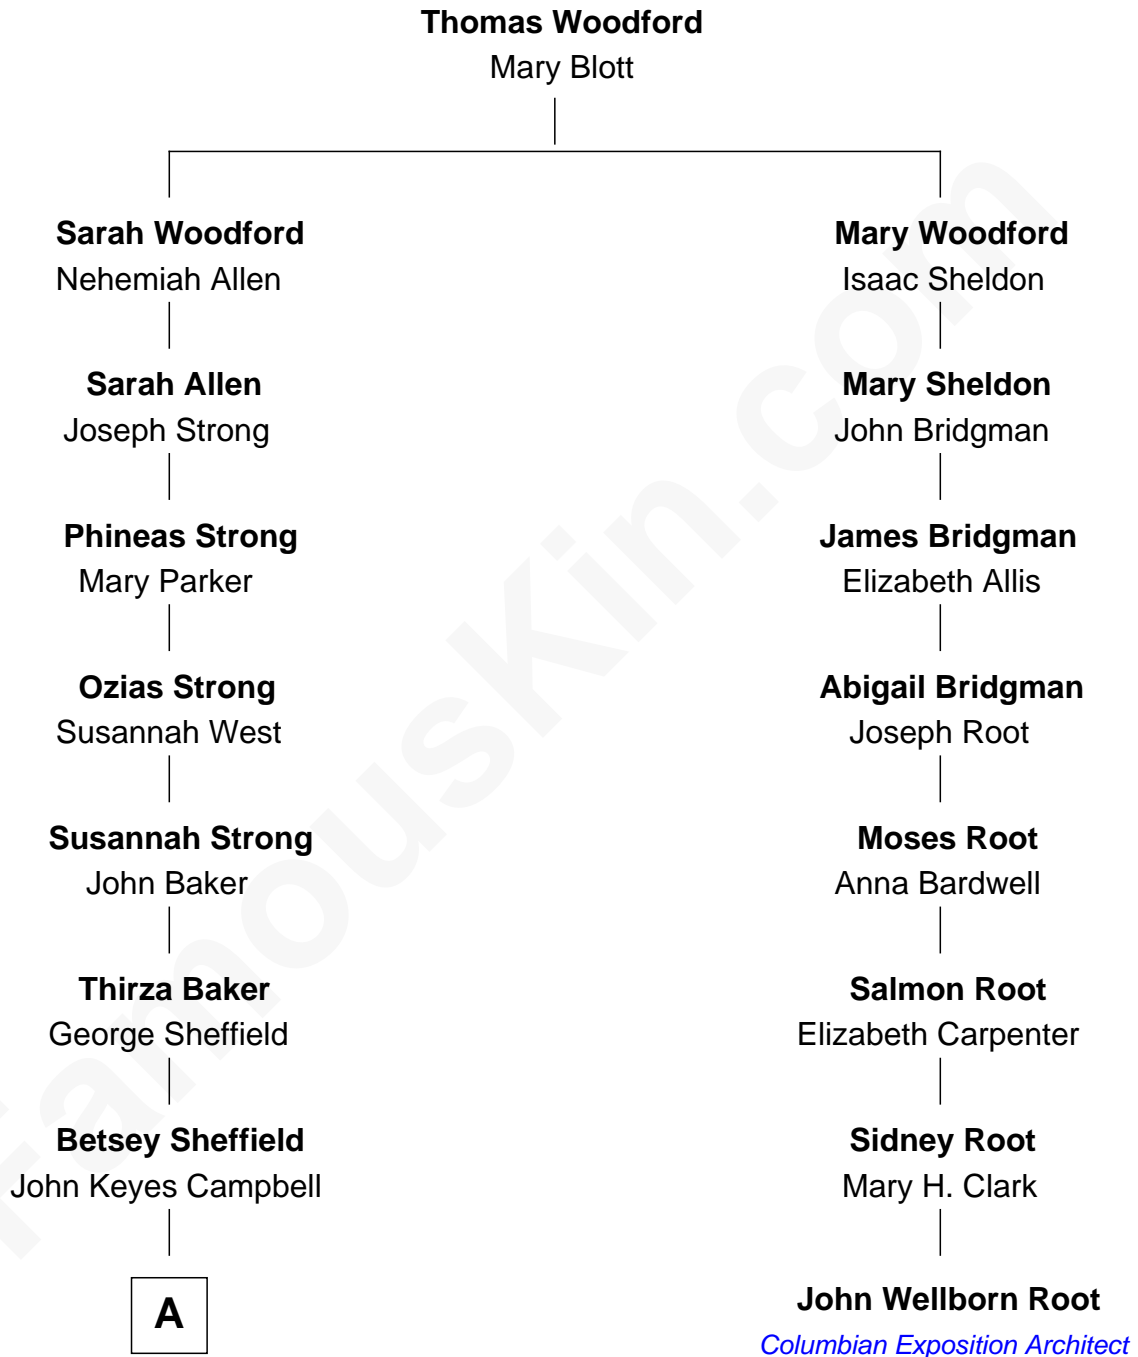 Thomas Woodford
Mary Blott
Sarah Woodford
Nehemiah Allen
Mary Woodford
Isaac Sheldon
Sarah Allen
Joseph Strong
Mary Sheldon
John Bridgman
Phineas Strong
Mary Parker
James Bridgman
Elizabeth Allis
Ozias Strong
Susannah West
Abigail Bridgman
Joseph Root
Susannah Strong
John Baker
Moses Root
Anna Bardwell
Thirza Baker
George Sheffield
Salmon Root
Elizabeth Carpenter
Betsey Sheffield
John Keyes Campbell
Sidney Root
Mary H. Clark
A
John Wellborn Root
Columbian Exposition Architect
FamousKin.com